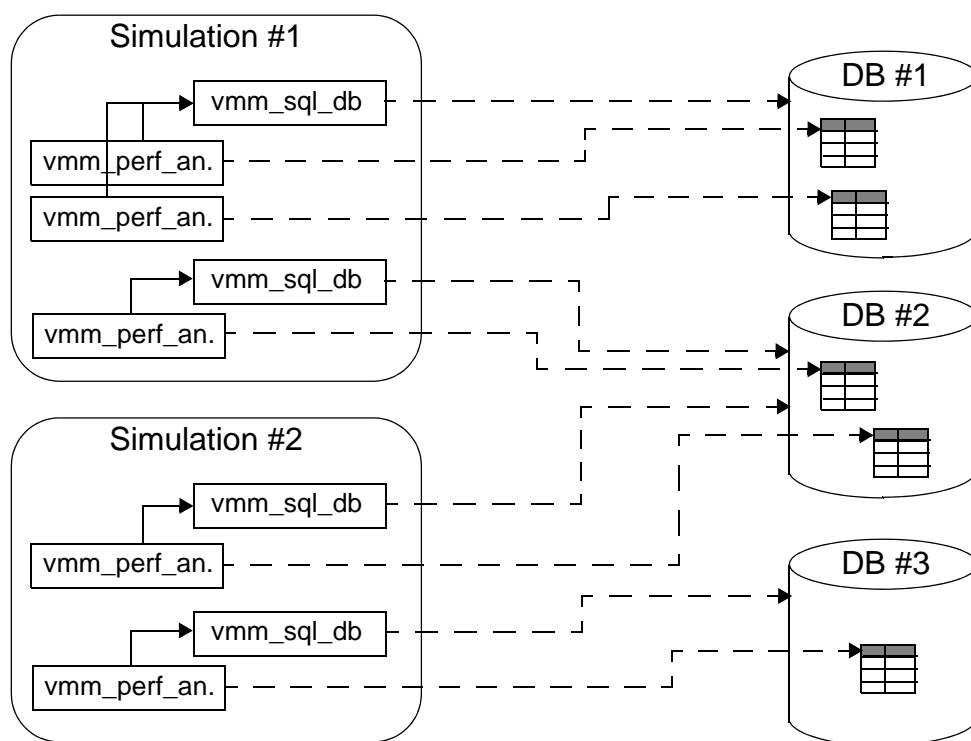 Simulation #1
vmm_sql_db
vmm_perf_an.
vmm_perf_an.
vmm_sql_db
vmm_perf_an.
Simulation #2
vmm_sql_db
vmm_perf_an.
vmm_sql_db
vmm_perf_an.
DB #1
DB #2
DB #3